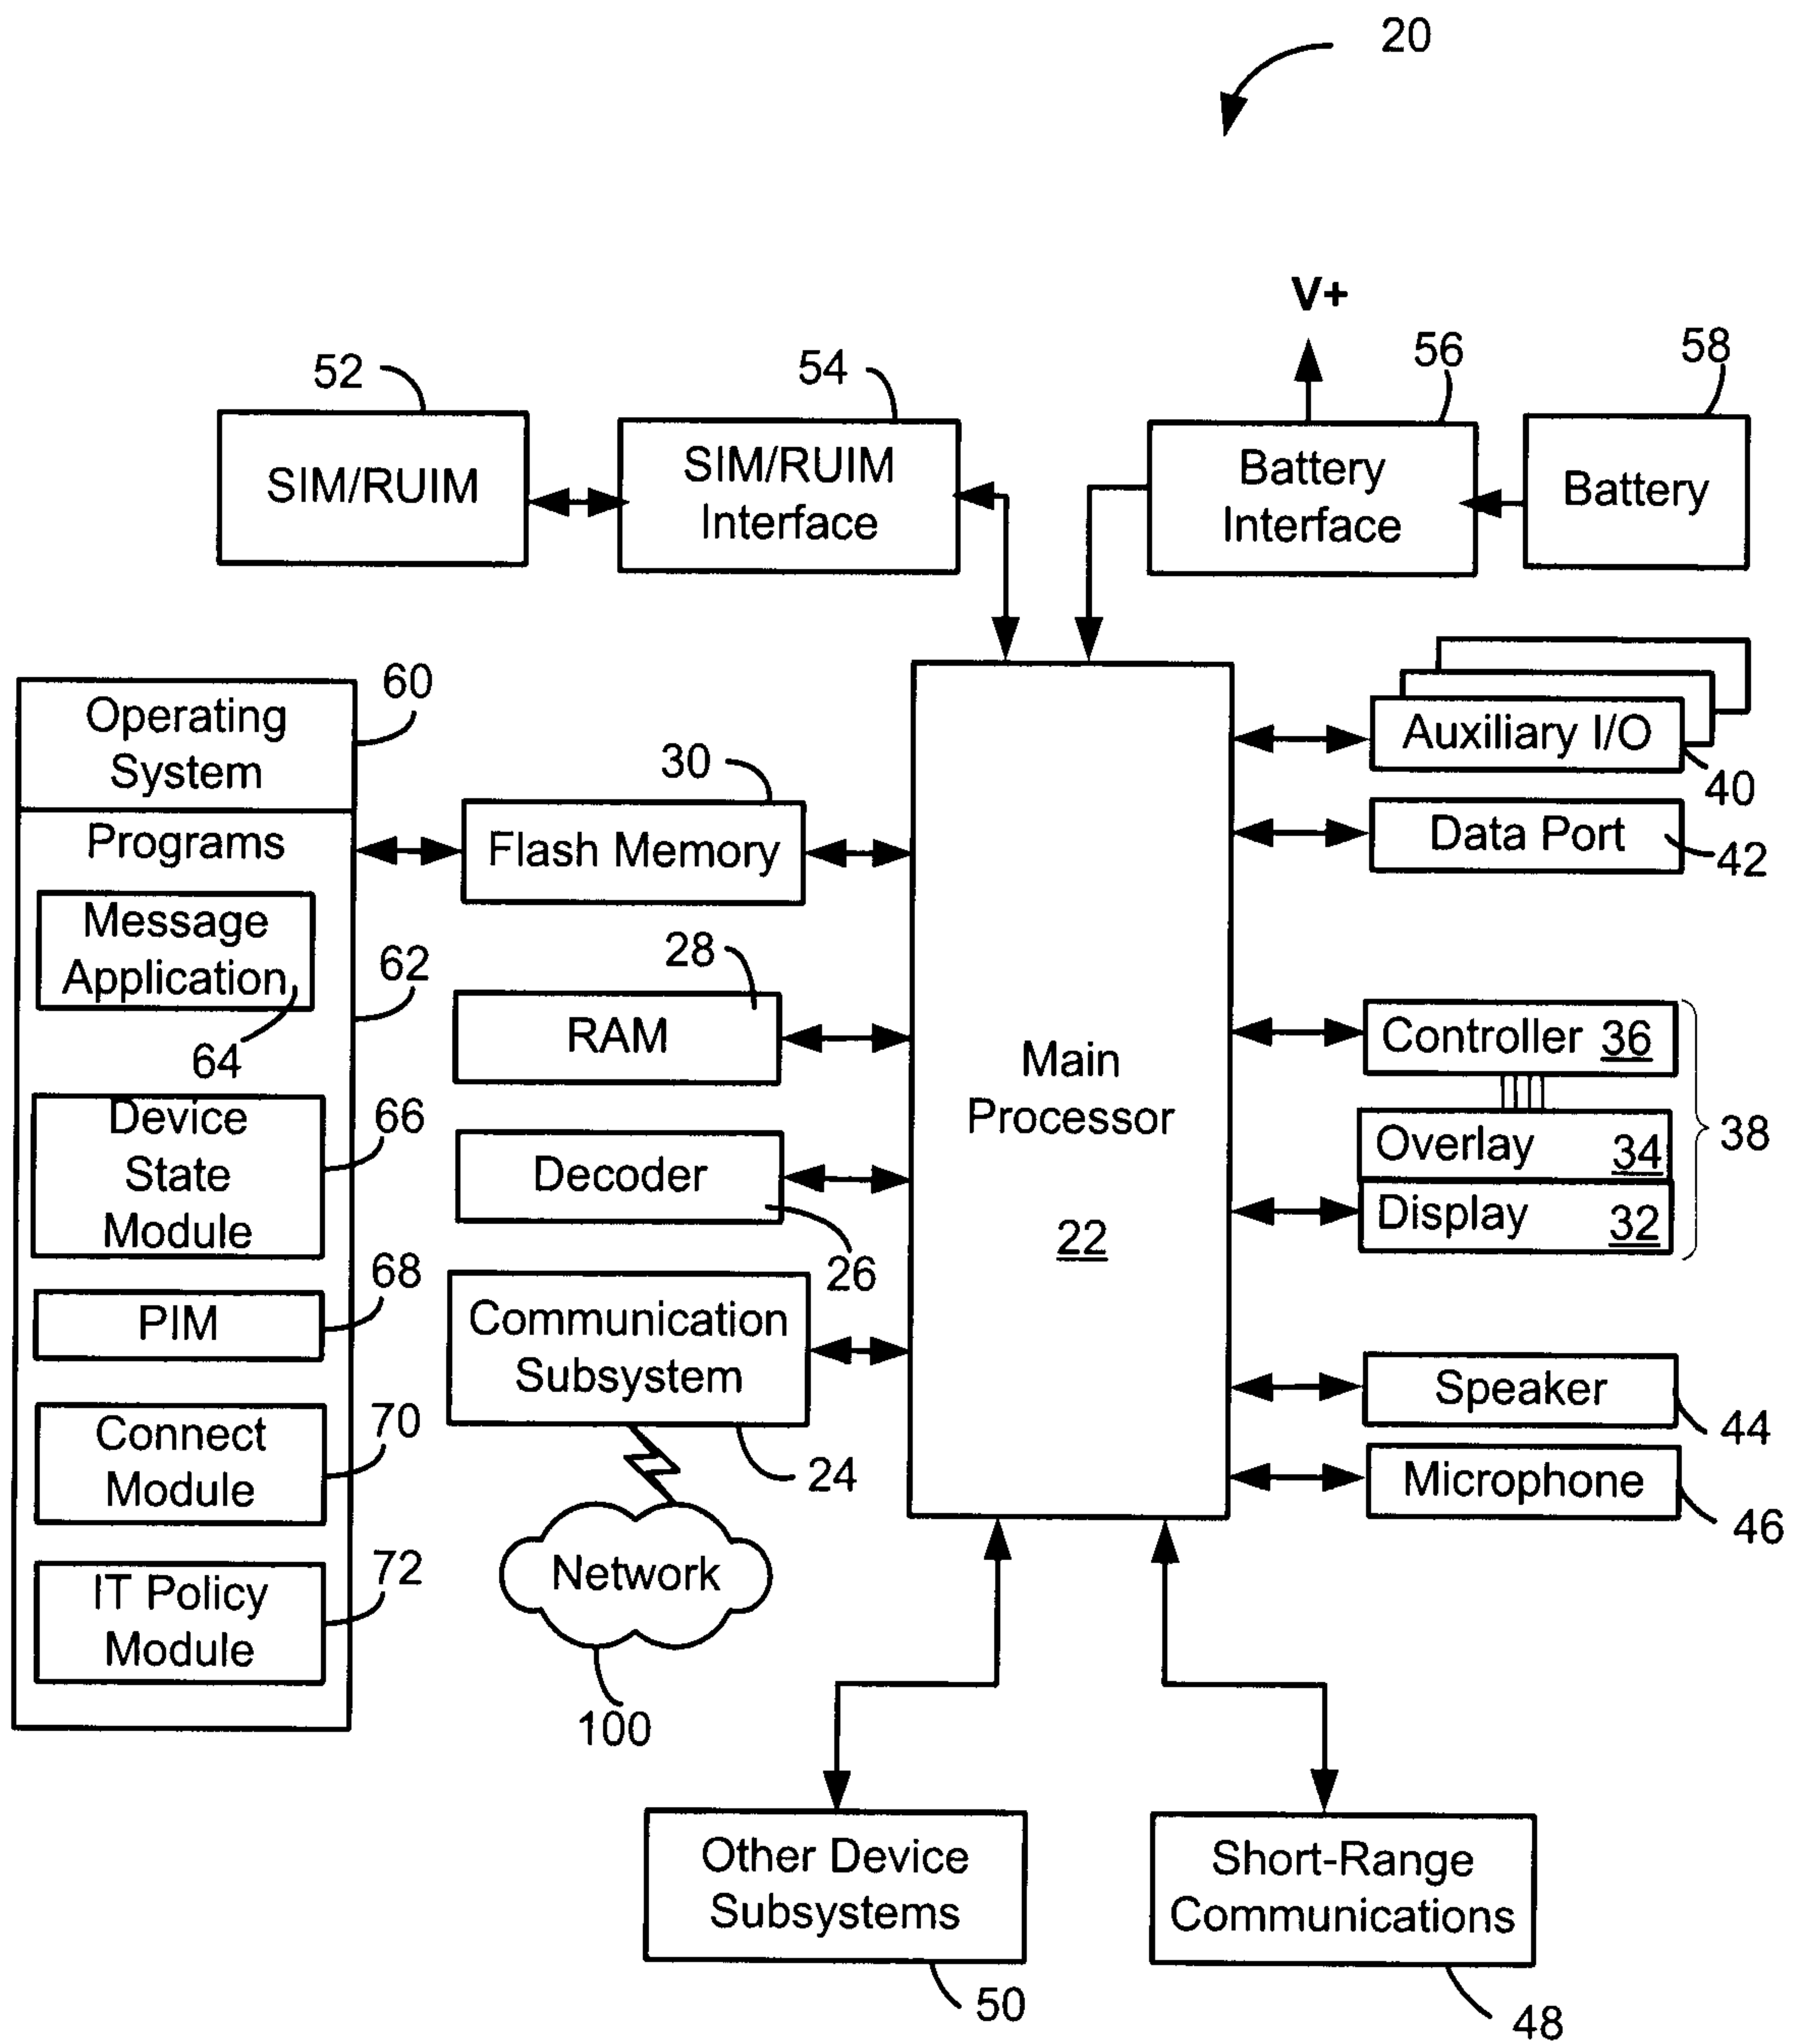 20
V+
52
54
56
58
SIM/RUIM
SIM/RUIM
Interface
Battery
Interface
Battery
60
Operating
System
Programs
Message
Application
64
62
Device
State
Module
66
PIM
68
Connect
Module
70
IT Policy
Module
72
30
Flash Memory
28
RAM
Decoder
26
Communication
Subsystem
24
Network
100
Main
Processor
22
Auxiliary I/O
40
Data Port
42
Controller 36
Overlay 34
Display 32
38
Speaker
44
Microphone
46
Other Device
Subsystems
50
Short-Range
Communications
48